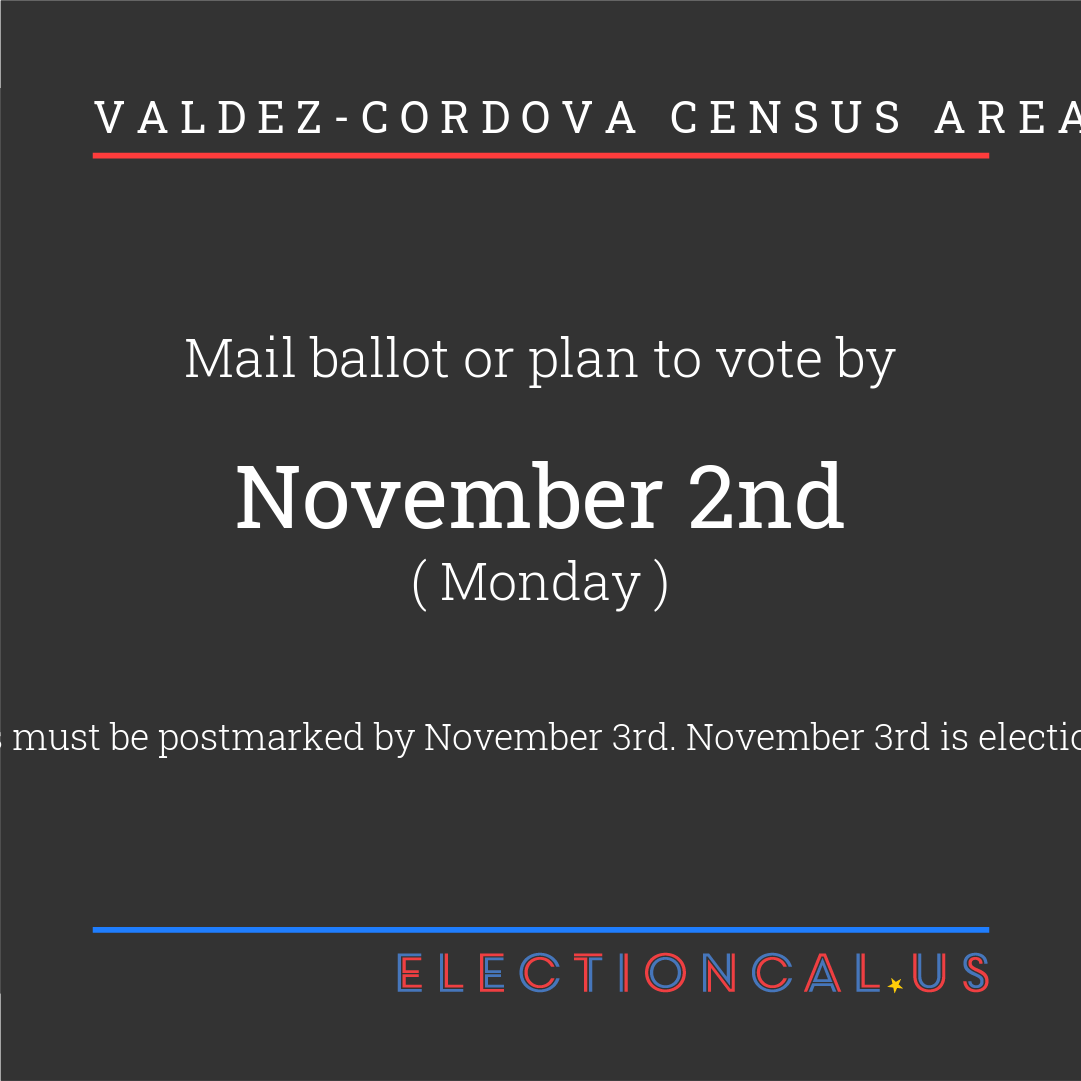 VALDEZ-CORDOVA CENSUS AREA
Mail ballot or plan to vote by
November 2nd
( Monday )
must be postmarked by November 3rd. November 3rd is
ELECTIONCAL.US